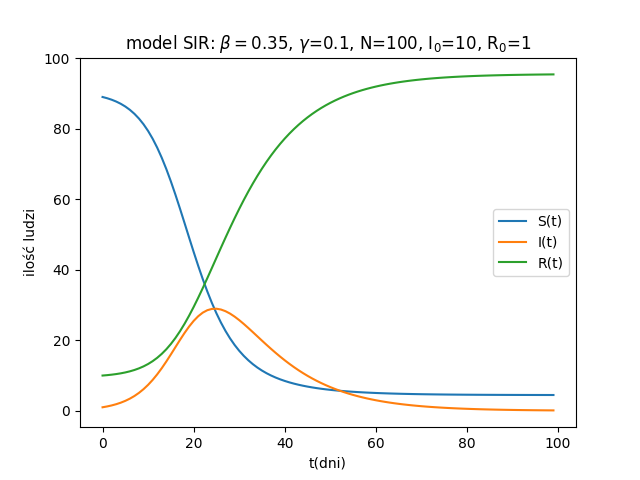 model SIR: β = 0.35, γ=0.1, N=100, I₀=10, R₀=1
100
80
60
40
20
0
ilość ludzi
S(t)
I(t)
R(t)
0 20 40 60 80 100
t(dni)